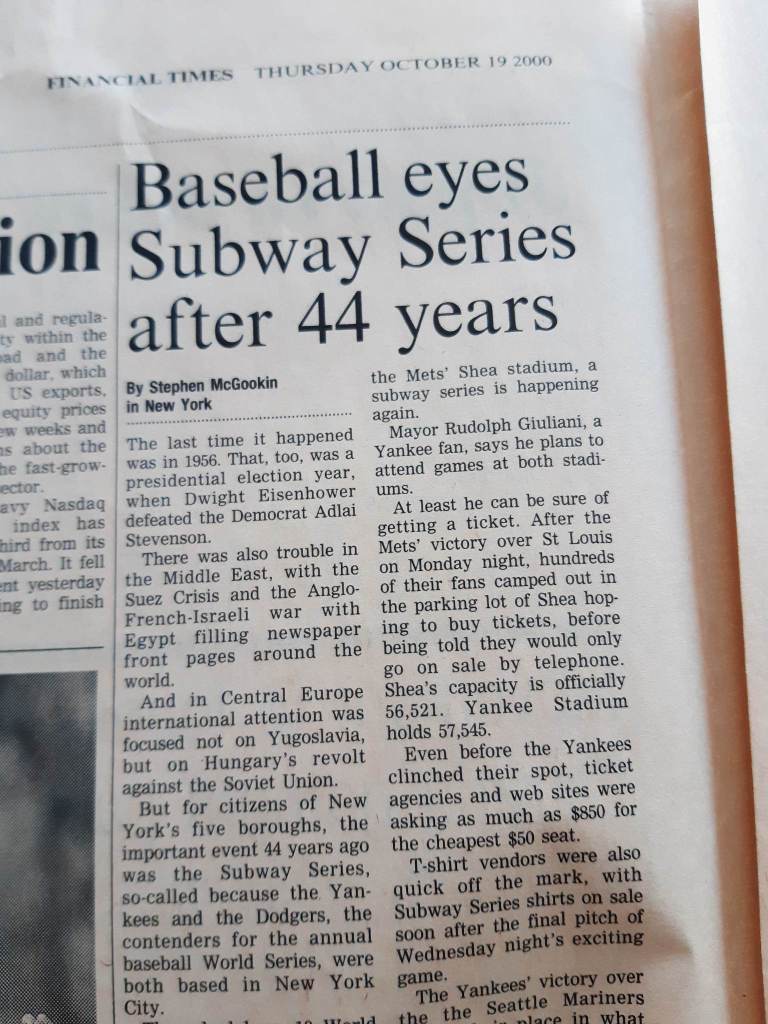 FINANCIAL TIMES THURSDAY OCTOBER 19 2000
ion
l and regula-
ty within the
oad and the
dollar, which
US exports,
equity prices
ew weeks and
ns about the
he fast-grow-
ector.
avy Nasdaq
index has
hird from its
March. It fell
ent yesterday
ing to finish
Baseball eyes
Subway Series
after 44 years
By Stephen McGookin
in New York
The last time it happened
was in 1956. That, too, was a
presidential election year,
when Dwight Eisenhower
defeated the Democrat Adlai
Stevenson.
There was also trouble in
the Middle East, with the
Suez Crisis and the Anglo-
French-Israeli war with
Egypt filling newspaper
front pages around the
world.
And in Central Europe
international attention was
focused not on Yugoslavia,
but on Hungary's revolt
against the Soviet Union.
But for citizens of New
York's five boroughs, the
important event 44 years ago
was the Subway Series,
so-called because the Yan-
kees and the Dodgers, the
contenders for the annual
baseball World Series, were
both based in New York
City.
the Mets' Shea stadium, a
subway series is happening
again.
Mayor Rudolph Giuliani, a
Yankee fan, says he plans to
attend games at both stadi-
ums.
At least he can be sure of
getting a ticket. After the
Mets' victory over St Louis
on Monday night, hundreds
of their fans camped out in
the parking lot of Shea hop-
ing to buy tickets, before
being told they would only
go on sale by telephone.
Shea's capacity is officially
56,521. Yankee Stadium
holds 57,545.
Even before the Yankees
clinched their spot, ticket
agencies and web sites were
asking as much as $850 for
the cheapest $50 seat.
T-shirt vendors were also
quick off the mark, with
Subway Series shirts on sale
soon after the final pitch of
Wednesday night's exciting
game.
The Yankees' victory over
the the Seattle Mariners
place in what